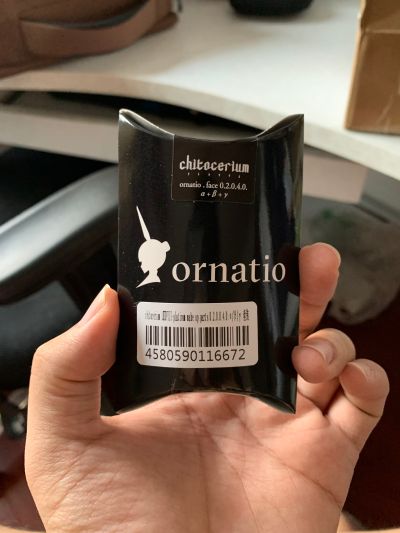 chitocerium
ornatio . face 0.2.0.4.0.
α + β + γ
ornatio
4580590116672